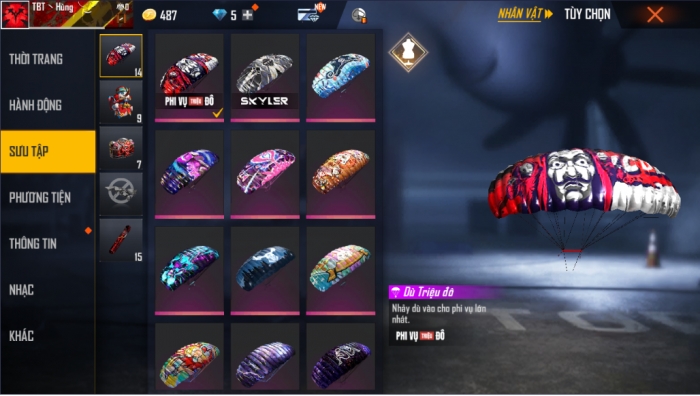 TBT - Hùng
0
487
5
NEW
NHÂN VẬT
TÙY CHỌN
THỜI TRANG
HÀNH ĐỘNG
SƯU TẬP
PHƯƠNG TIỆN
THÔNG TIN
NHẠC
KHÁC
14
9
7
15
PHI VỤ TRIỆU ĐÔ
SKYLER
Dù Triệu đô
Nhảy dù vào cho phi vụ lớn
nhất.
PHI VỤ TRIỆU ĐÔ